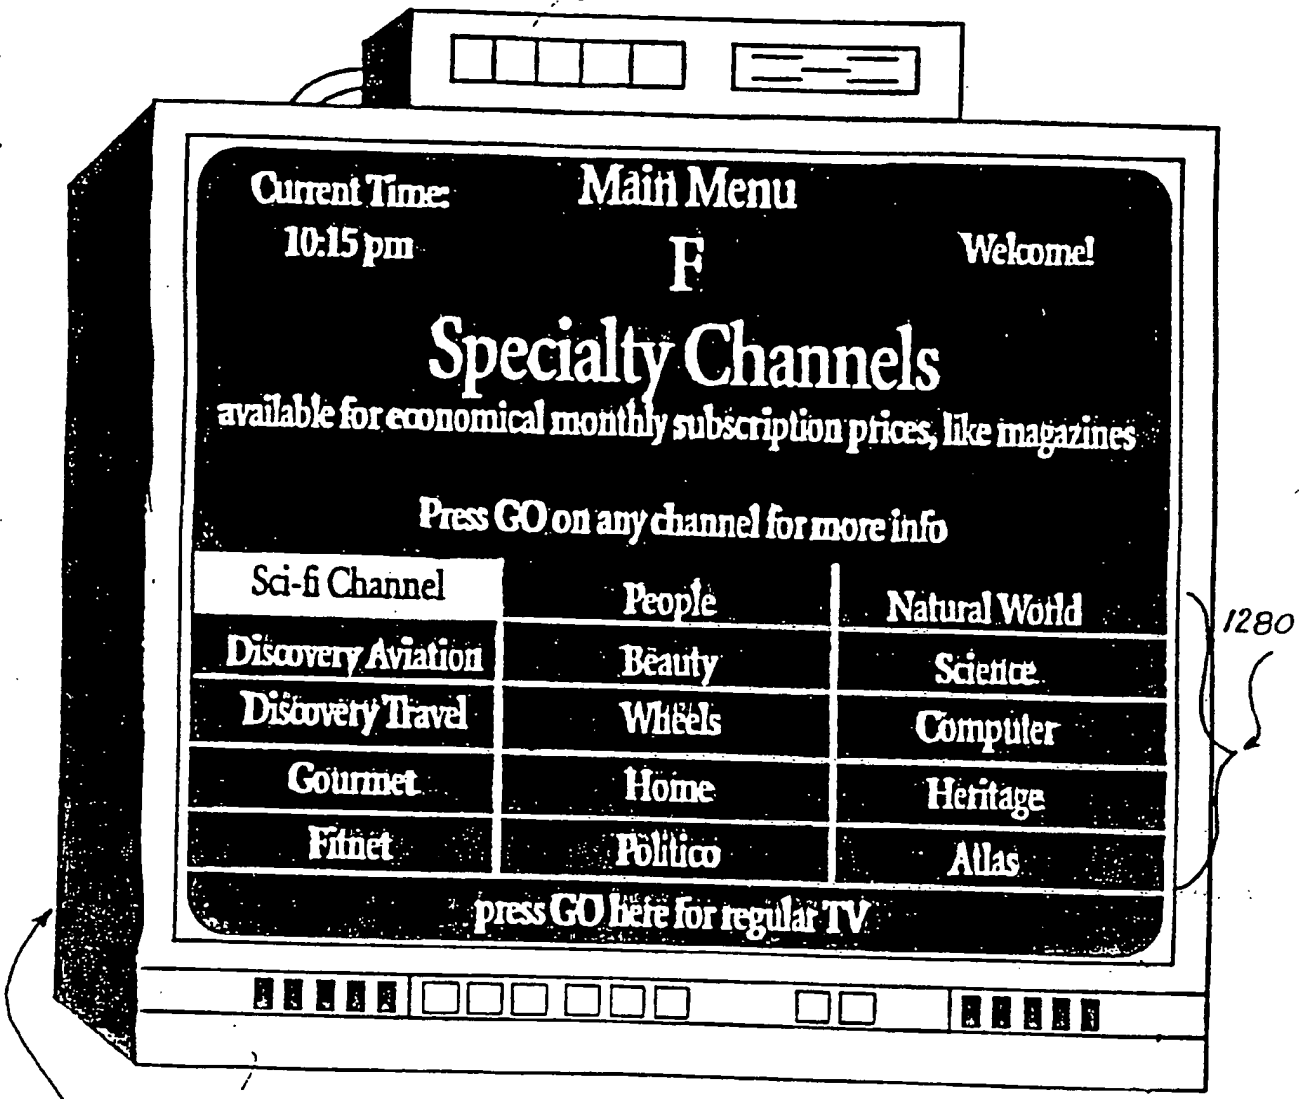 Current Time:
Main Menu
10:15 pm
F
Welcome!
Specialty Channels
available for economical monthly subscription prices, like magazines
Press GO on any channel for more info
Sci-fi Channel
People
Natural World
Discovery Aviation
Beauty
Science
Discovery Travel
Wheels
Computer
Gourmet
Home
Heritage
Fitnet
Politico
Atlas
press GO here for regular TV
1280